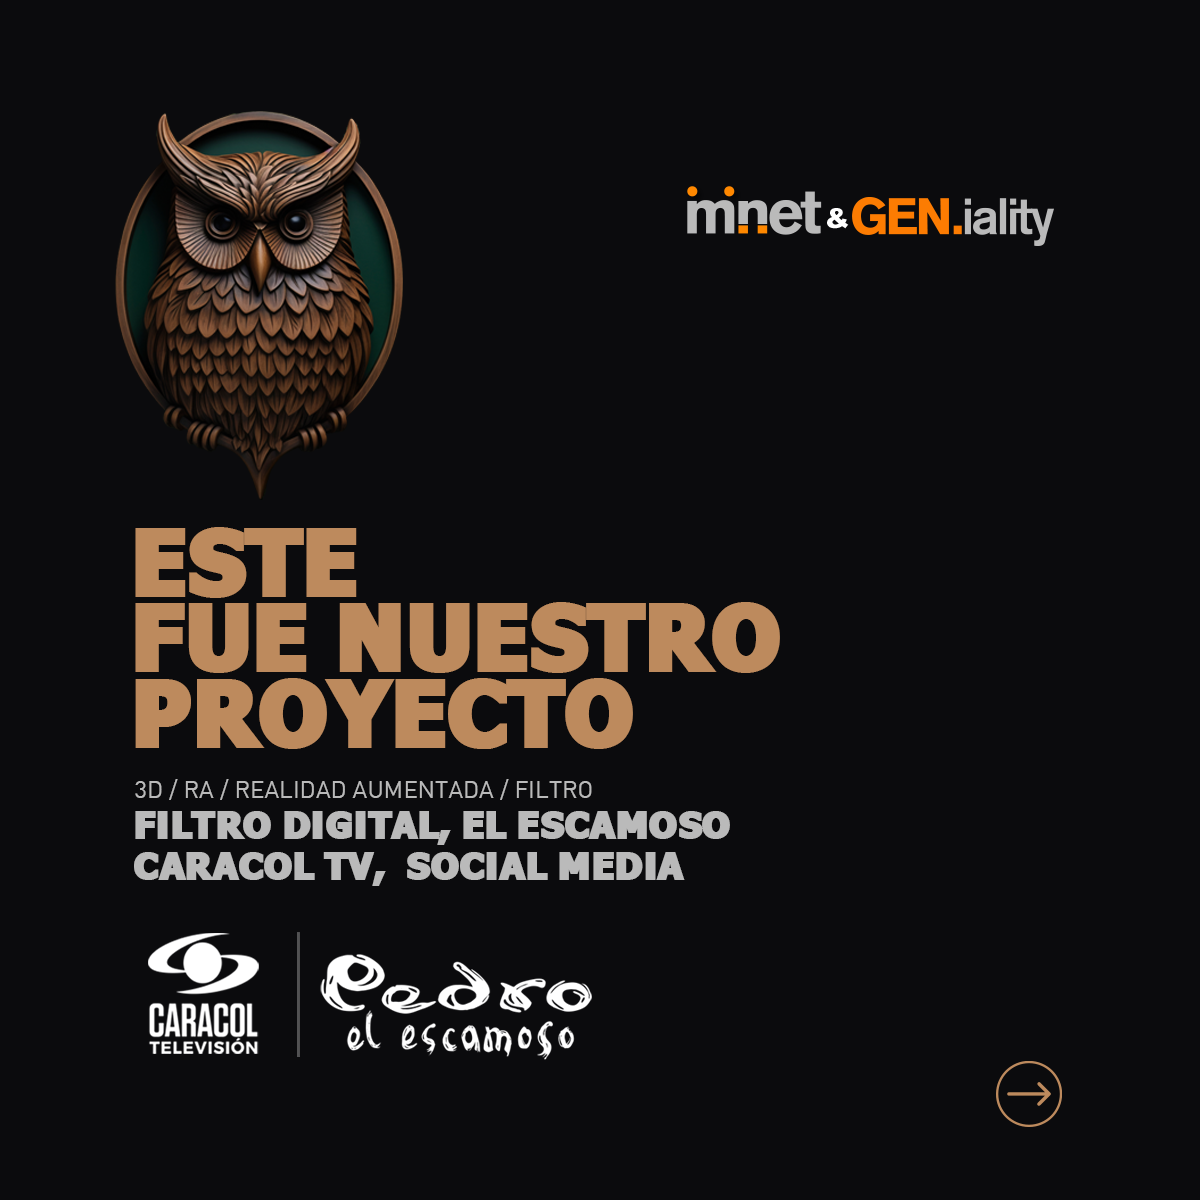 mnet & GEN.iality
ESTE
FUE NUESTRO
PROYECTO
3D / RA / REALIDAD AUMENTADA / FILTRO
FILTRO DIGITAL, EL ESCAMOSO
CARACOL TV,  SOCIAL MEDIA
CARACOL
TELEVISIÓN
Pedro
el escamoso